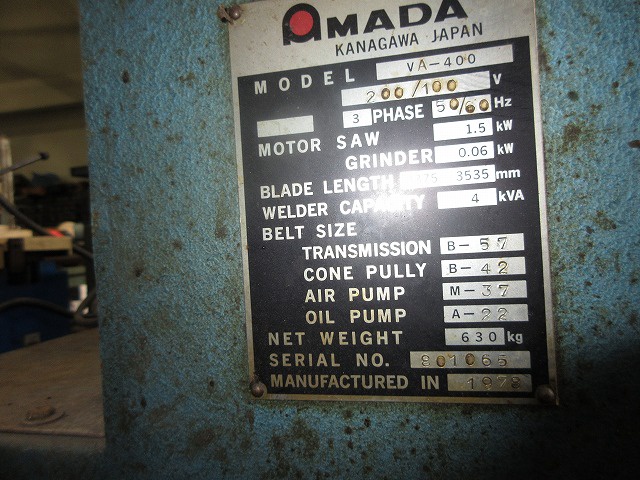 AMADA
KANAGAWA JAPAN
MODEL VA-400
200/100 V
3 PHASE 50/60 Hz
MOTOR SAW 1.5 kW
GRINDER 0.06 kW
BLADE LENGTH 3535 mm
WELDER CAPACITY 4 kVA
BELT SIZE
TRANSMISSION B-57
CONE PULLY B-42
AIR PUMP M-37
OIL PUMP A-22
NET WEIGHT 630 kg
SERIAL NO. 801065
MANUFACTURED IN 1978